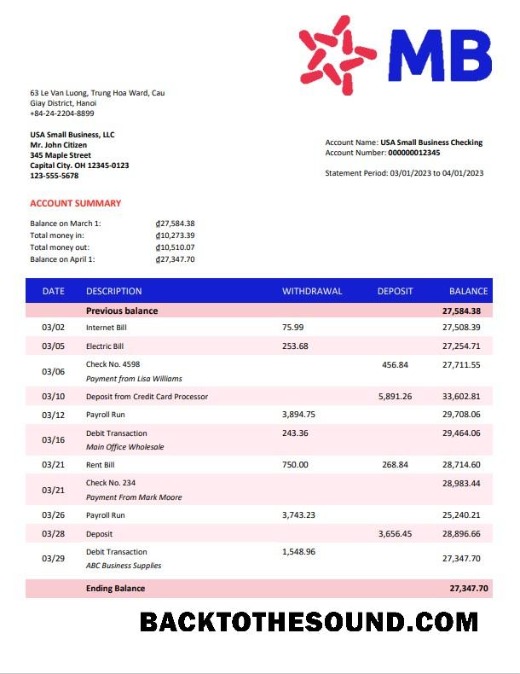 MB
63 Le Van Luong, Trung Hoa Ward, Cau
Giay District, Hanoi
+84-24-2204-8899
USA Small Business, LLC
Mr. John Citizen
345 Maple Street
Capital City. OH 12345-0123
123-555-5678
Account Name: USA Small Business Checking
Account Number: 000000012345
Statement Period: 03/01/2023 to 04/01/2023
ACCOUNT SUMMARY
Balance on March 1: ₫27,584.38
Total money in: ₫10,273.39
Total money out: ₫10,510.07
Balance on April 1: ₫27,347.70
DATE DESCRIPTION WITHDRAWAL DEPOSIT BALANCE
Previous balance 27,584.38
03/02 Internet Bill 75.99 27,508.39
03/05 Electric Bill 253.68 27,254.71
03/06 Check No. 4598 456.84 27,711.55
Payment from Lisa Williams
03/10 Deposit from Credit Card Processor 5,891.26 33,602.81
03/12 Payroll Run 3,894.75 29,708.06
03/16 Debit Transaction 243.36 29,464.06
Main Office Wholesale
03/21 Rent Bill 750.00 268.84 28,714.60
03/21 Check No. 234 28,983.44
Payment From Mark Moore
03/26 Payroll Run 3,743.23 25,240.21
03/28 Deposit 3,656.45 28,896.66
03/29 Debit Transaction 1,548.96 27,347.70
ABC Business Supplies
Ending Balance 27,347.70
BACKTOTHESOUND.COM